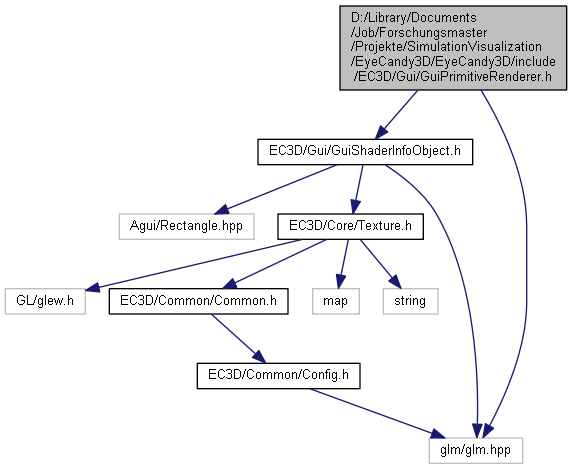 D:/Library/Documents
/Job/Forschungsmaster
/Projekte/SimulationVisualization
/EyeCandy3D/EyeCandy3D/include
/EC3D/Gui/GuiPrimitiveRenderer.h
EC3D/Gui/GuiShaderInfoObject.h
Agui/Rectangle.hpp
EC3D/Core/Texture.h
GL/glew.h
EC3D/Common/Common.h
map
string
EC3D/Common/Config.h
glm/glm.hpp